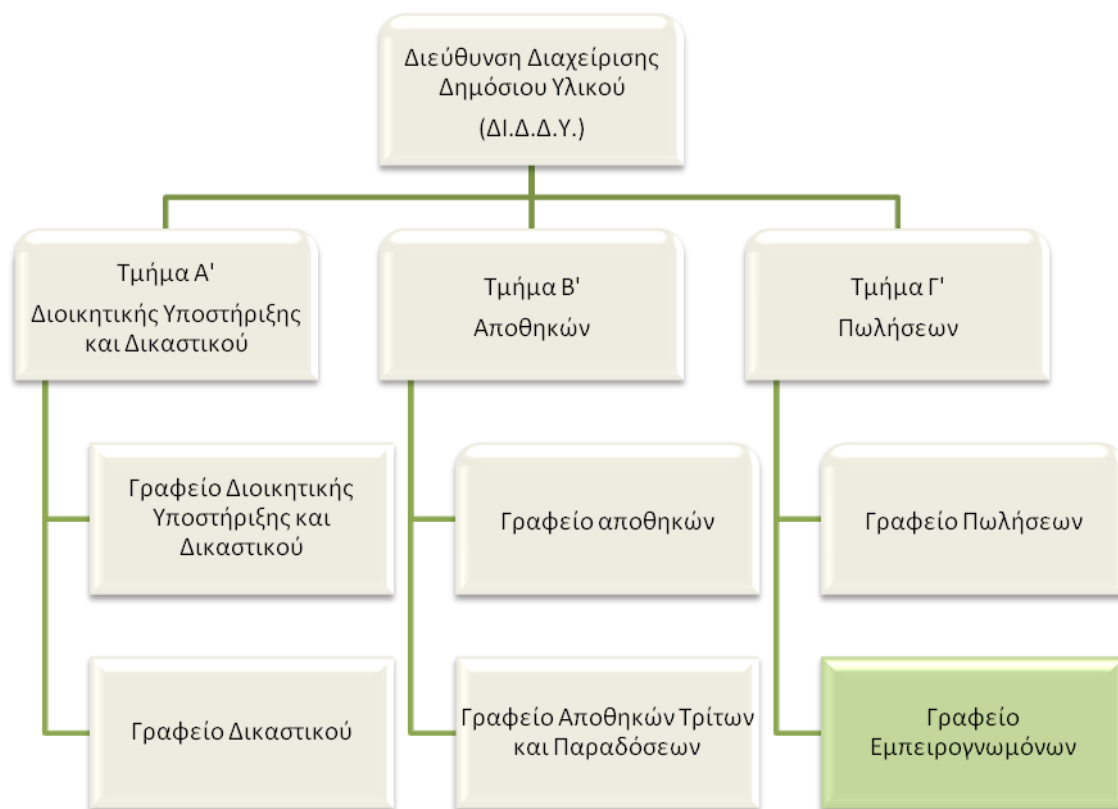 Διεύθυνση Διαχείρισης
Δημόσιου Υλικού
(ΔΙ.Δ.Δ.Υ.)
Τμήμα Α'
Διοικητικής Υποστήριξης
και Δικαστικού
Τμήμα Β'
Αποθηκών
Τμήμα Γ'
Πωλήσεων
Γραφείο Διοικητικής
Υποστήριξης και
Δικαστικού
Γραφείο αποθηκών
Γραφείο Πωλήσεων
Γραφείο Δικαστικού
Γραφείο Αποθηκών Τρίτων
και Παραδόσεων
Γραφείο
Εμπειρογνωμόνων